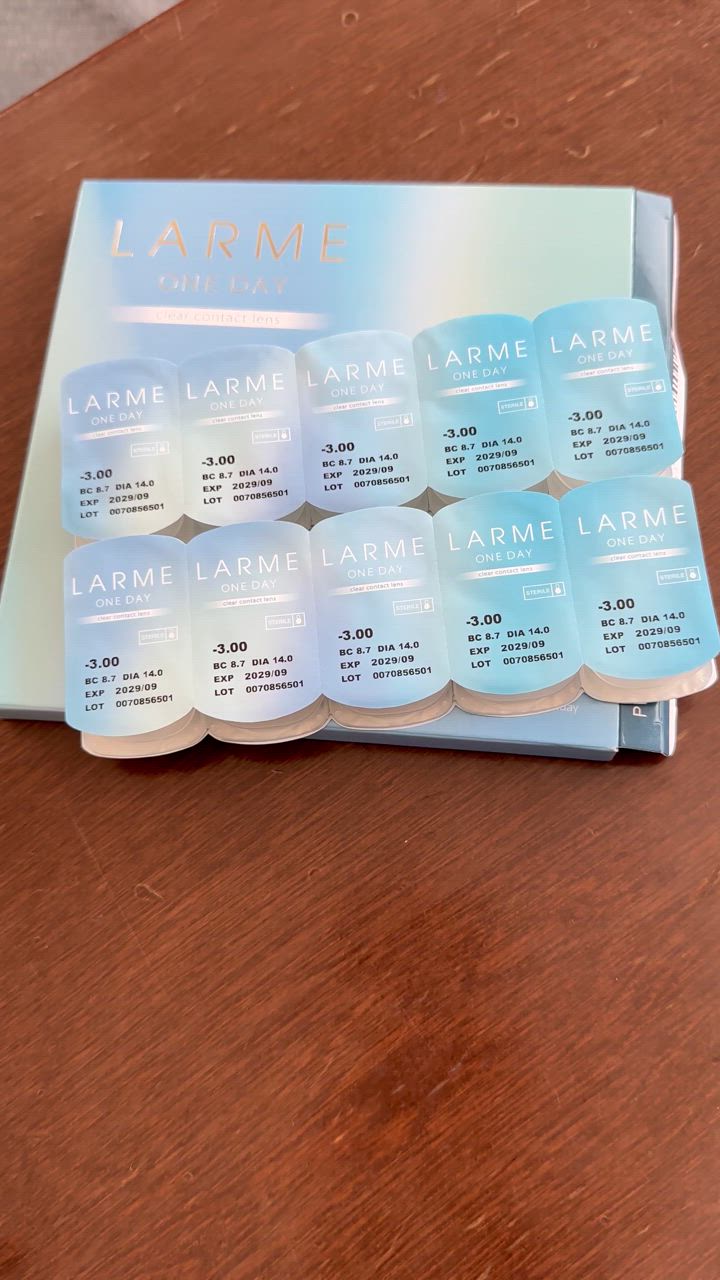 LARME
ONE DAY
clear contact lens
LARME
ONE DAY
clear contact lens
STERILE
-3.00
BC 8.7 DIA 14.0
EXP 2029/09
LOT 0070856501
LARME
ONE DAY
clear contact lens
STERILE
-3.00
BC 8.7 DIA 14.0
EXP 2029/09
LOT 0070856501
LARME
ONE DAY
clear contact lens
STERILE
-3.00
BC 8.7 DIA 14.0
EXP 2029/09
LOT 0070856501
LARME
ONE DAY
clear contact lens
STERILE
-3.00
BC 8.7 DIA 14.0
EXP 2029/09
LOT 0070856501
LARME
ONE DAY
clear contact lens
STERILE
-3.00
BC 8.7 DIA 14.0
EXP 2029/09
LOT 0070856501
LARME
ONE DAY
clear contact lens
STERILE
-3.00
BC 8.7 DIA 14.0
EXP 2029/09
LOT 0070856501
LARME
ONE DAY
clear contact lens
STERILE
-3.00
BC 8.7 DIA 14.0
EXP 2029/09
LOT 0070856501
LARME
ONE DAY
clear contact lens
STERILE
-3.00
BC 8.7 DIA 14.0
EXP 2029/09
LOT 0070856501
LARME
ONE DAY
clear contact lens
STERILE
-3.00
BC 8.7 DIA 14.0
EXP 2029/09
LOT 0070856501
LARME
ONE DAY
clear contact lens
STERILE
-3.00
BC 8.7 DIA 14.0
EXP 2029/09
LOT 0070856501
day
P